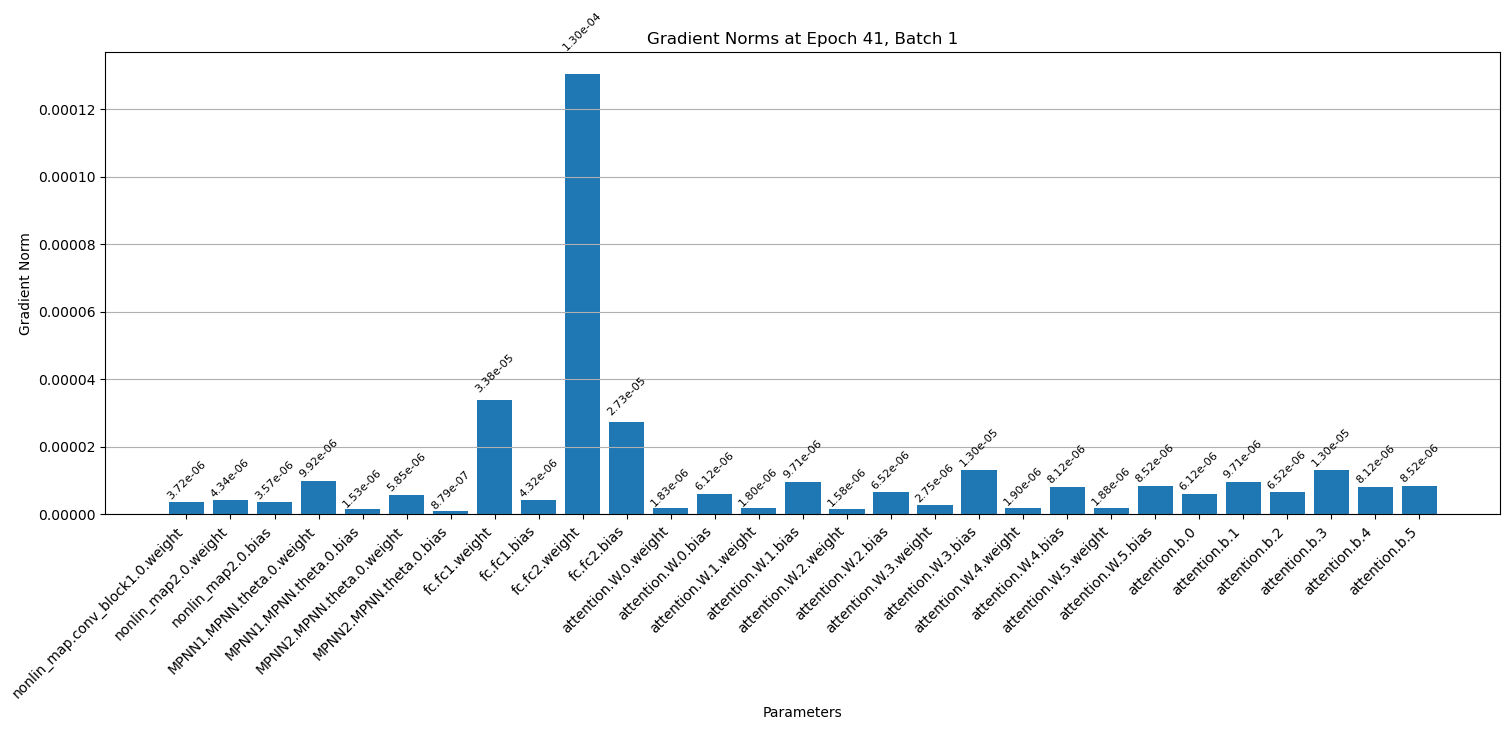 Gradient Norms at Epoch 41, Batch 1
Gradient Norm
0.00012
0.00010
0.00008
0.00006
0.00004
0.00002
0.00000
3.72e-06
4.34e-06
3.57e-06
9.92e-06
1.53e-06
5.85e-06
8.79e-07
3.38e-05
4.32e-06
1.30e-04
2.73e-05
1.83e-06
6.12e-06
1.80e-06
9.71e-06
1.58e-06
6.52e-06
2.75e-06
1.30e-05
1.90e-06
8.12e-06
1.88e-06
8.52e-06
6.12e-06
9.71e-06
6.52e-06
1.30e-05
8.12e-06
8.52e-06
nonlin_map.conv_block1.0.weight
nonlin_map2.0.weight
nonlin_map2.0.bias
MPNN1.MPNN.theta.0.weight
MPNN1.MPNN.theta.0.bias
MPNN2.MPNN.theta.0.weight
MPNN2.MPNN.theta.0.bias
fc.fc1.weight
fc.fc1.bias
fc.fc2.weight
fc.fc2.bias
attention.W.0.weight
attention.W.0.bias
attention.W.1.weight
attention.W.1.bias
attention.W.2.weight
attention.W.2.bias
attention.W.3.weight
attention.W.3.bias
attention.W.4.weight
attention.W.4.bias
attention.W.5.weight
attention.W.5.bias
attention.b.0
attention.b.1
attention.b.2
attention.b.3
attention.b.4
attention.b.5
Parameters